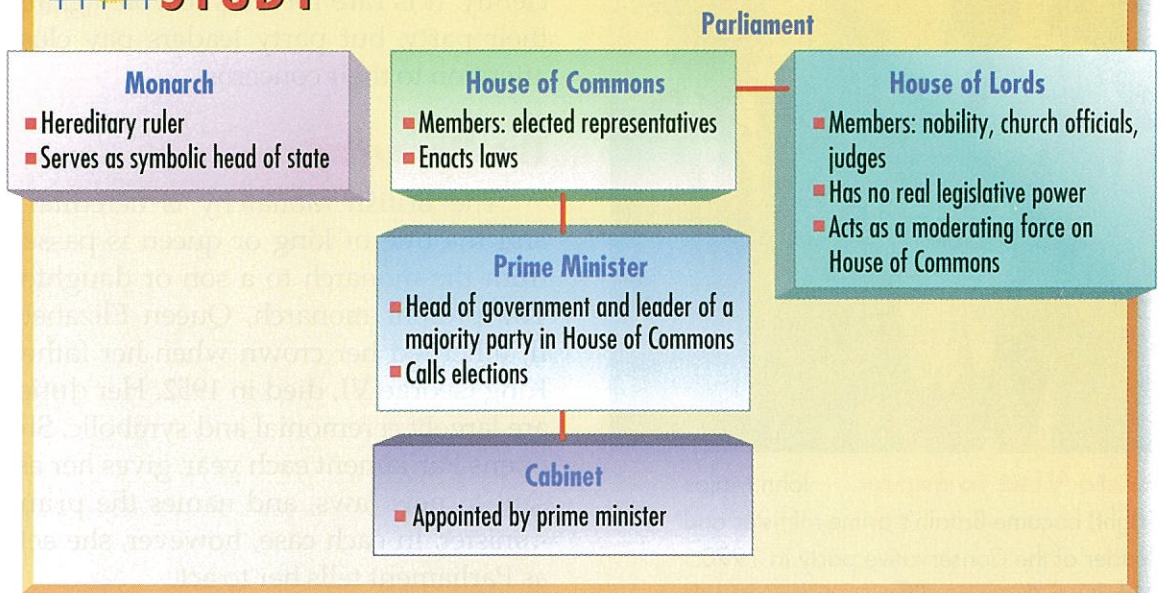 STUDY
Parliament
Monarch
■ Hereditary ruler
■ Serves as symbolic head of state
House of Commons
■ Members: elected representatives
■ Enacts laws
House of Lords
■ Members: nobility, church officials,
judges
■ Has no real legislative power
■ Acts as a moderating force on
House of Commons
Prime Minister
■ Head of government and leader of a
majority party in House of Commons
■ Calls elections
Cabinet
■ Appointed by prime minister